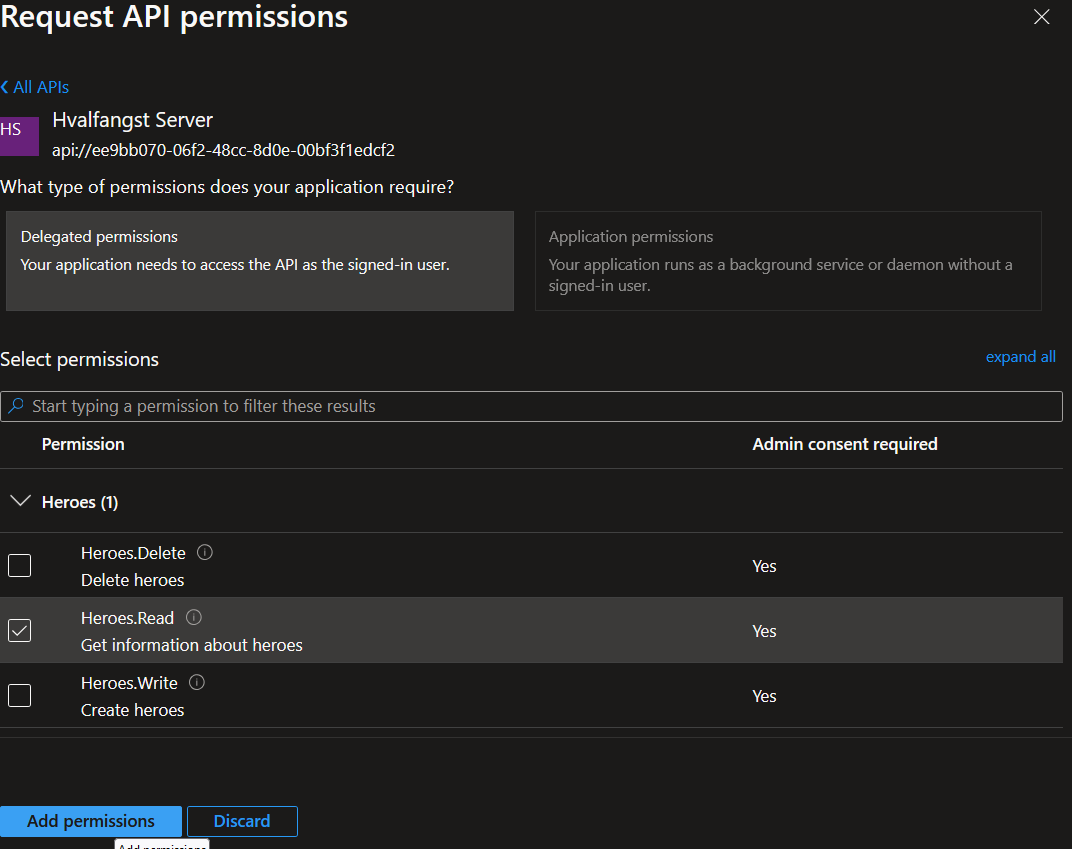 Request API permissions
All APIs
HS
Hvalfangst Server
api://ee9bb070-06f2-48cc-8d0e-00bf3f1edcf2
What type of permissions does your application require?
Delegated permissions
Your application needs to access the API as the signed-in user.
Application permissions
Your application runs as a background service or daemon without a
signed-in user.
Select permissions
expand all
Start typing a permission to filter these results
Permission
Admin consent required
Heroes (1)
Heroes.Delete
Delete heroes
Yes
Heroes.Read
Get information about heroes
Yes
Heroes.Write
Create heroes
Yes
Add permissions
Discard
Add permissions